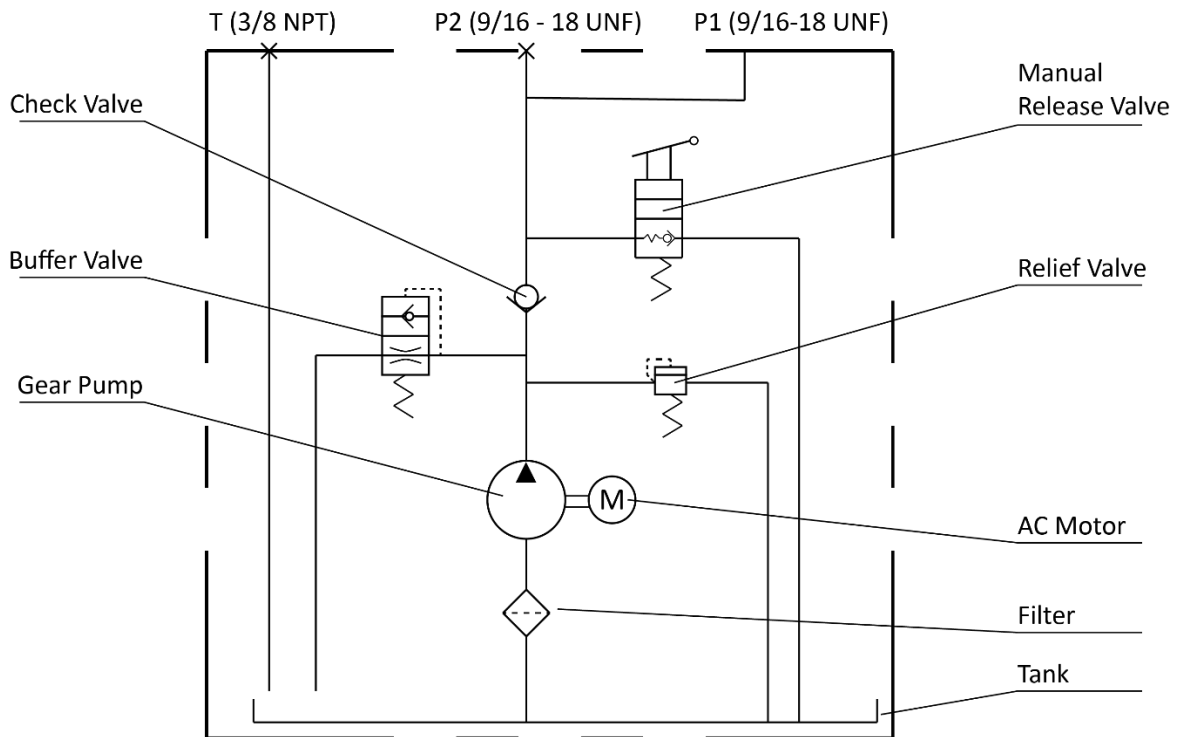 T (3/8 NPT)
P2 (9/16 - 18 UNF)
P1 (9/16-18 UNF)
Manual
Release Valve
Check Valve
Buffer Valve
Relief Valve
Gear Pump
M
AC Motor
Filter
Tank